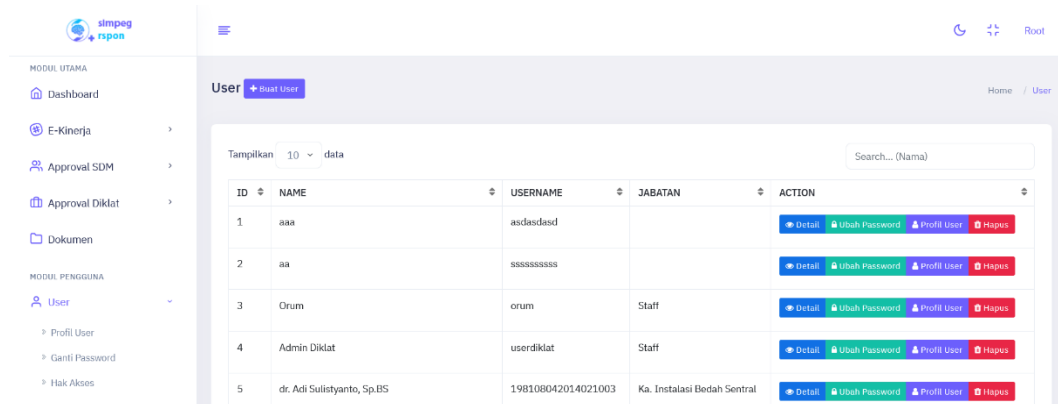 simpeg
rspon
Root
MODUL UTAMA
Dashboard
E-Kinerja
Approval SDM
Approval Diklat
Dokumen
MODUL PENGGUNA
User
Profil User
Ganti Password
Hak Akses
User + Buat User
Home / User
Tampilkan 10 data
Search... (Nama)
ID NAME USERNAME JABATAN ACTION
1 aaa asdasdasd Detail Ubah Password Profil User Hapus
2 aa ssssssssss Detail Ubah Password Profil User Hapus
3 Orum orum Staff Detail Ubah Password Profil User Hapus
4 Admin Diklat userdiklat Staff Detail Ubah Password Profil User Hapus
5 dr. Adi Sulistyanto, Sp.BS 198108042014021003 Ka. Instalasi Bedah Sentral Detail Ubah Password Profil User Hapus